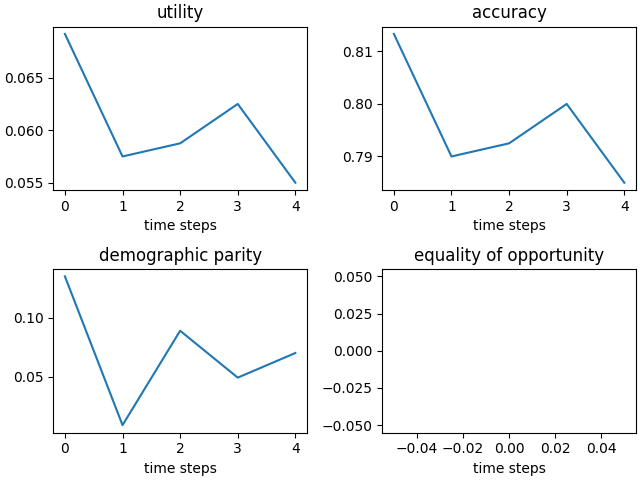 utility
0.065
0.060
0.055
0 1 2 3 4
time steps
accuracy
0.81
0.80
0.79
0 1 2 3 4
time steps
demographic parity
0.10
0.05
0 1 2 3 4
time steps
equality of opportunity
0.050
0.025
0.000
−0.025
−0.050
−0.04 −0.02 0.00 0.02 0.04
time steps